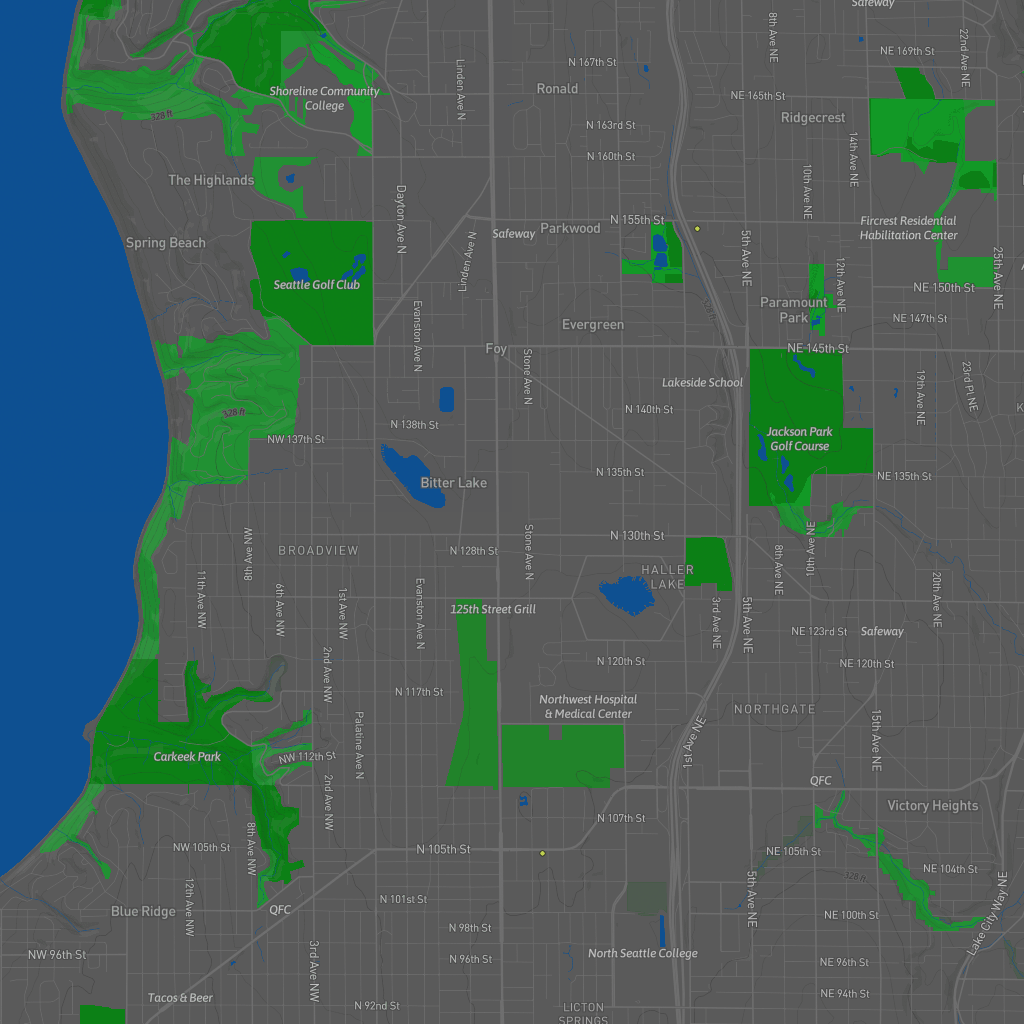 Safeway
8th Ave NE
22nd Ave NE
NE 169th St
N 167th St
Linden Ave N
Ronald
Shoreline Community
College
NE 165th St
328 ft
Ridgecrest
N 163rd St
14th Ave NE
N 160th St
The Highlands
10th Ave NE
Dayton Ave N
N 155th St
Fircrest Residential
Habilitation Center
Parkwood
Safeway
Spring Beach
Linden Ave N
5th Ave NE
12th Ave NE
25th Ave NE
Seattle Golf Club
NE 150th St
Paramount
Park
328 ft
Evergreen
NE 147th St
Evanston Ave N
Foy
NE 145th St
Stone Ave N
Lakeside School
23rd Pl NE
19th Ave NE
328 ft
N 140th St
N 138th St
Jackson Park
Golf Course
NW 137th St
N 135th St
NE 135th St
Bitter Lake
N 130th St
8th Ave NW
BROADVIEW
N 128th St
Stone Ave N
10th Ave NE
8th Ave NE
HALLER
LAKE
11th Ave NW
6th Ave NW
1st Ave NW
Evanston Ave N
20th Ave NE
125th Street Grill
3rd Ave NE
5th Ave NE
NE 123rd St
Safeway
N 120th St
NE 120th St
2nd Ave NW
N 117th St
Northwest Hospital
& Medical Center
NORTHGATE
Palatine Ave N
1st Ave NE
15th Ave NE
Carkeek Park
NW 112th St
QFC
2nd Ave NW
Victory Heights
N 107th St
8th Ave NW
NW 105th St
N 105th St
NE 105th St
NE 104th St
328 ft
12th Ave NW
N 101st St
5th Ave NE
Lake City Way NE
Blue Ridge
QFC
NE 100th St
N 98th St
NW 96th St
3rd Ave NW
N 96th St
North Seattle College
NE 96th St
Tacos & Beer
N 92nd St
NE 94th St
LICTON
SPRINGS